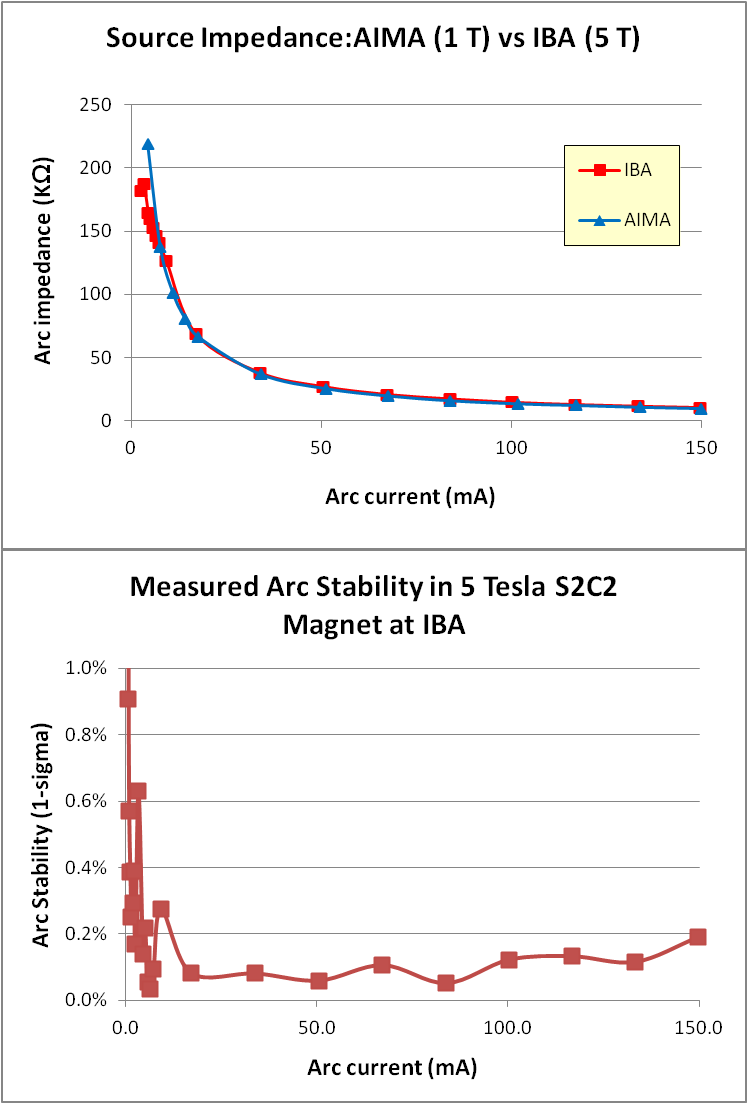 Source Impedance:AIMA (1 T) vs IBA (5 T)
Arc impedance (KΩ)
250
200
150
100
50
0
IBA
AIMA
0 50 100 150
Arc current (mA)
Measured Arc Stability in 5 Tesla S2C2
Magnet at IBA
Arc Stability (1-sigma)
1.0%
0.8%
0.6%
0.4%
0.2%
0.0%
0.0 50.0 100.0 150.0
Arc current (mA)